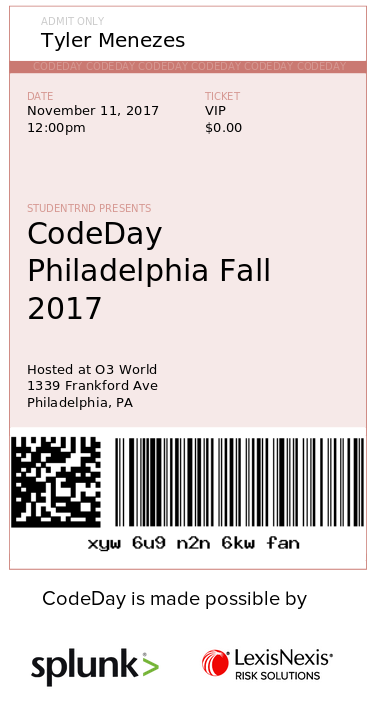 ADMIT ONLY
Tyler Menezes
CODEDAY CODEDAY CODEDAY CODEDAY CODEDAY CODEDAY
DATE
November 11, 2017
12:00pm
TICKET
VIP
$0.00
STUDENTRND PRESENTS
CodeDay
Philadelphia Fall
2017
Hosted at O3 World
1339 Frankford Ave
Philadelphia, PA
xyw 6u9 n2n 6kw fan
CodeDay is made possible by
splunk>
LexisNexis®
RISK SOLUTIONS